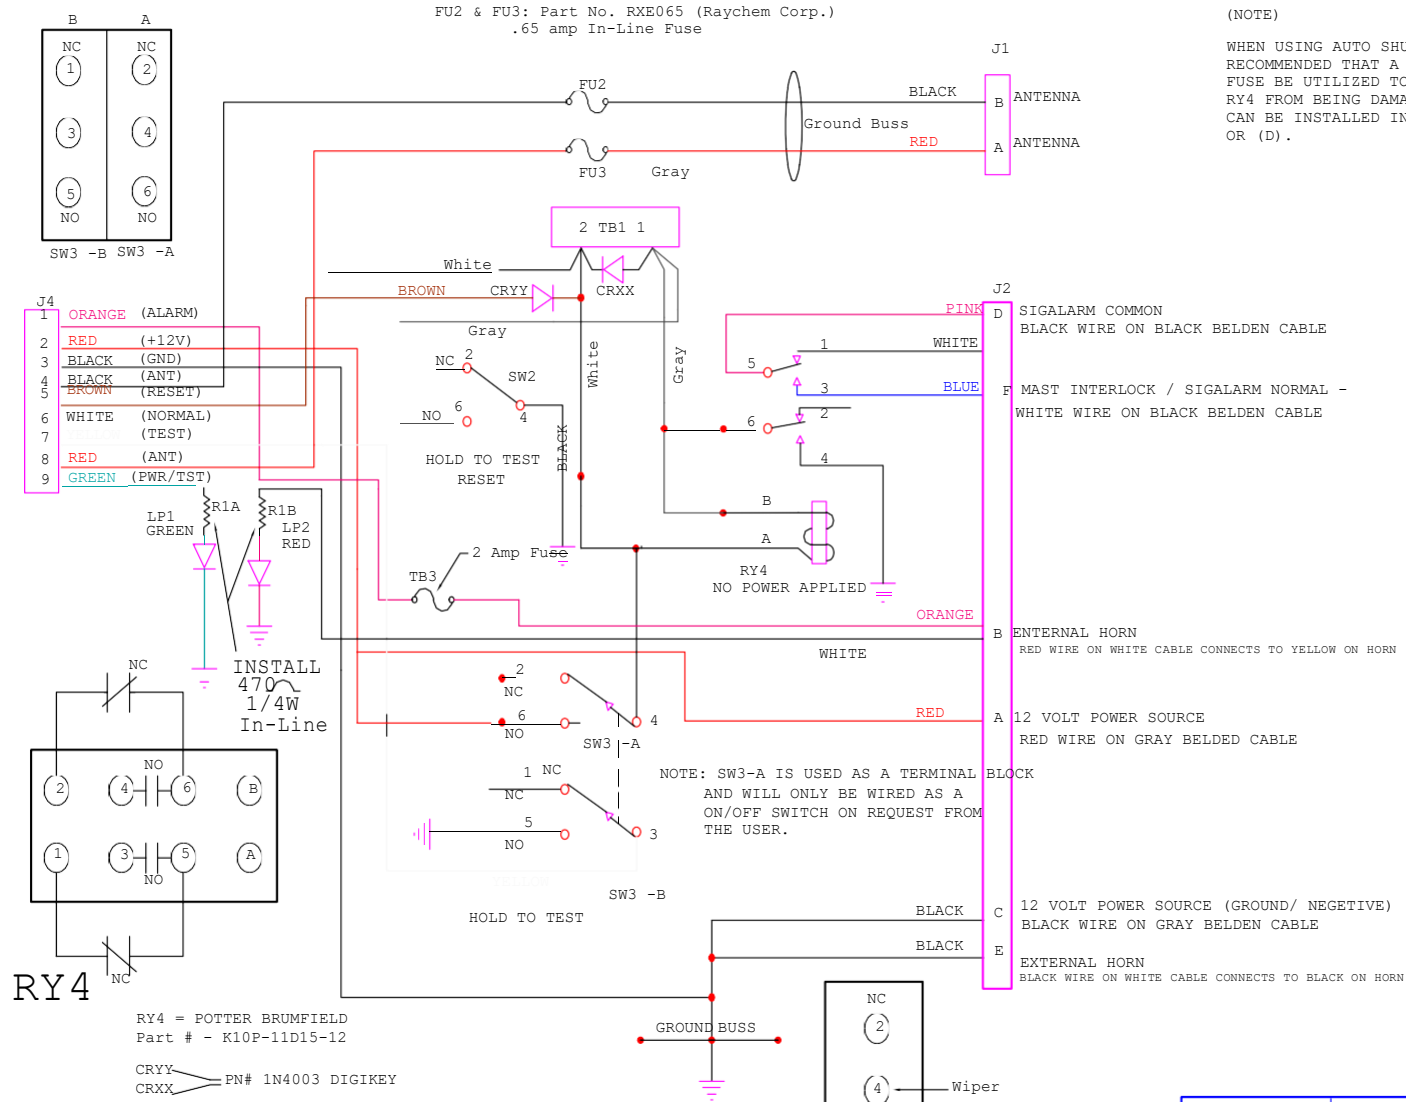 FU2 & FU3: Part No. RXE065 (Raychem Corp.)
.65 amp In-Line Fuse
(NOTE)
WHEN USING AUTO SHU
RECOMMENDED THAT A
FUSE BE UTILIZED TO
RY4 FROM BEING DAMA
CAN BE INSTALLED IN
OR (D).
B A
NC NC
1 2
3 4
5 6
NO NO
SW3 -B SW3 -A
J1
FU2
BLACK
B ANTENNA
Ground Buss
RED
A ANTENNA
FU3
Gray
2 TB1 1
White
BROWN
CRYY
CRXX
Gray
White
Gray
NC 2
SW2
NO 6
4
BLACK
HOLD TO TEST
RESET
J4
1 ORANGE (ALARM)
2 RED (+12V)
3 BLACK (GND)
4 BLACK (ANT)
5 BROWN (RESET)
6 WHITE (NORMAL)
7 (TEST)
8 RED (ANT)
9 GREEN (PWR/TST)
J2
PINK
D SIGALARM COMMON
BLACK WIRE ON BLACK BELDEN CABLE
1 WHITE
5
3 BLUE
F MAST INTERLOCK / SIGALARM NORMAL -
WHITE WIRE ON BLACK BELDEN CABLE
2
6
4
B
A
RY4
NO POWER APPLIED
R1A
R1B
LP1
GREEN
LP2
RED
2 Amp Fuse
TB3
ORANGE
B ENTERNAL HORN
RED WIRE ON WHITE CABLE CONNECTS TO YELLOW ON HORN
WHITE
INSTALL
470
1/4W
In-Line
2
NC
6
NO
4
SW3 -A
RED
A 12 VOLT POWER SOURCE
RED WIRE ON GRAY BELDED CABLE
1 NC
NC
5
NO
3
SW3 -B
HOLD TO TEST
NOTE: SW3-A IS USED AS A TERMINAL BLOCK
AND WILL ONLY BE WIRED AS A
ON/OFF SWITCH ON REQUEST FROM
THE USER.
NC
NO
2 4 6 B
1 3 5 A
NO
NC
RY4
BLACK
C 12 VOLT POWER SOURCE (GROUND/ NEGETIVE)
BLACK WIRE ON GRAY BELDEN CABLE
BLACK
E
EXTERNAL HORN
BLACK WIRE ON WHITE CABLE CONNECTS TO BLACK ON HORN
GROUND BUSS
RY4 = POTTER BRUMFIELD
Part # - K10P-11D15-12
CRYY
CRXX
PN# 1N4003 DIGIKEY
NC
2
4
Wiper